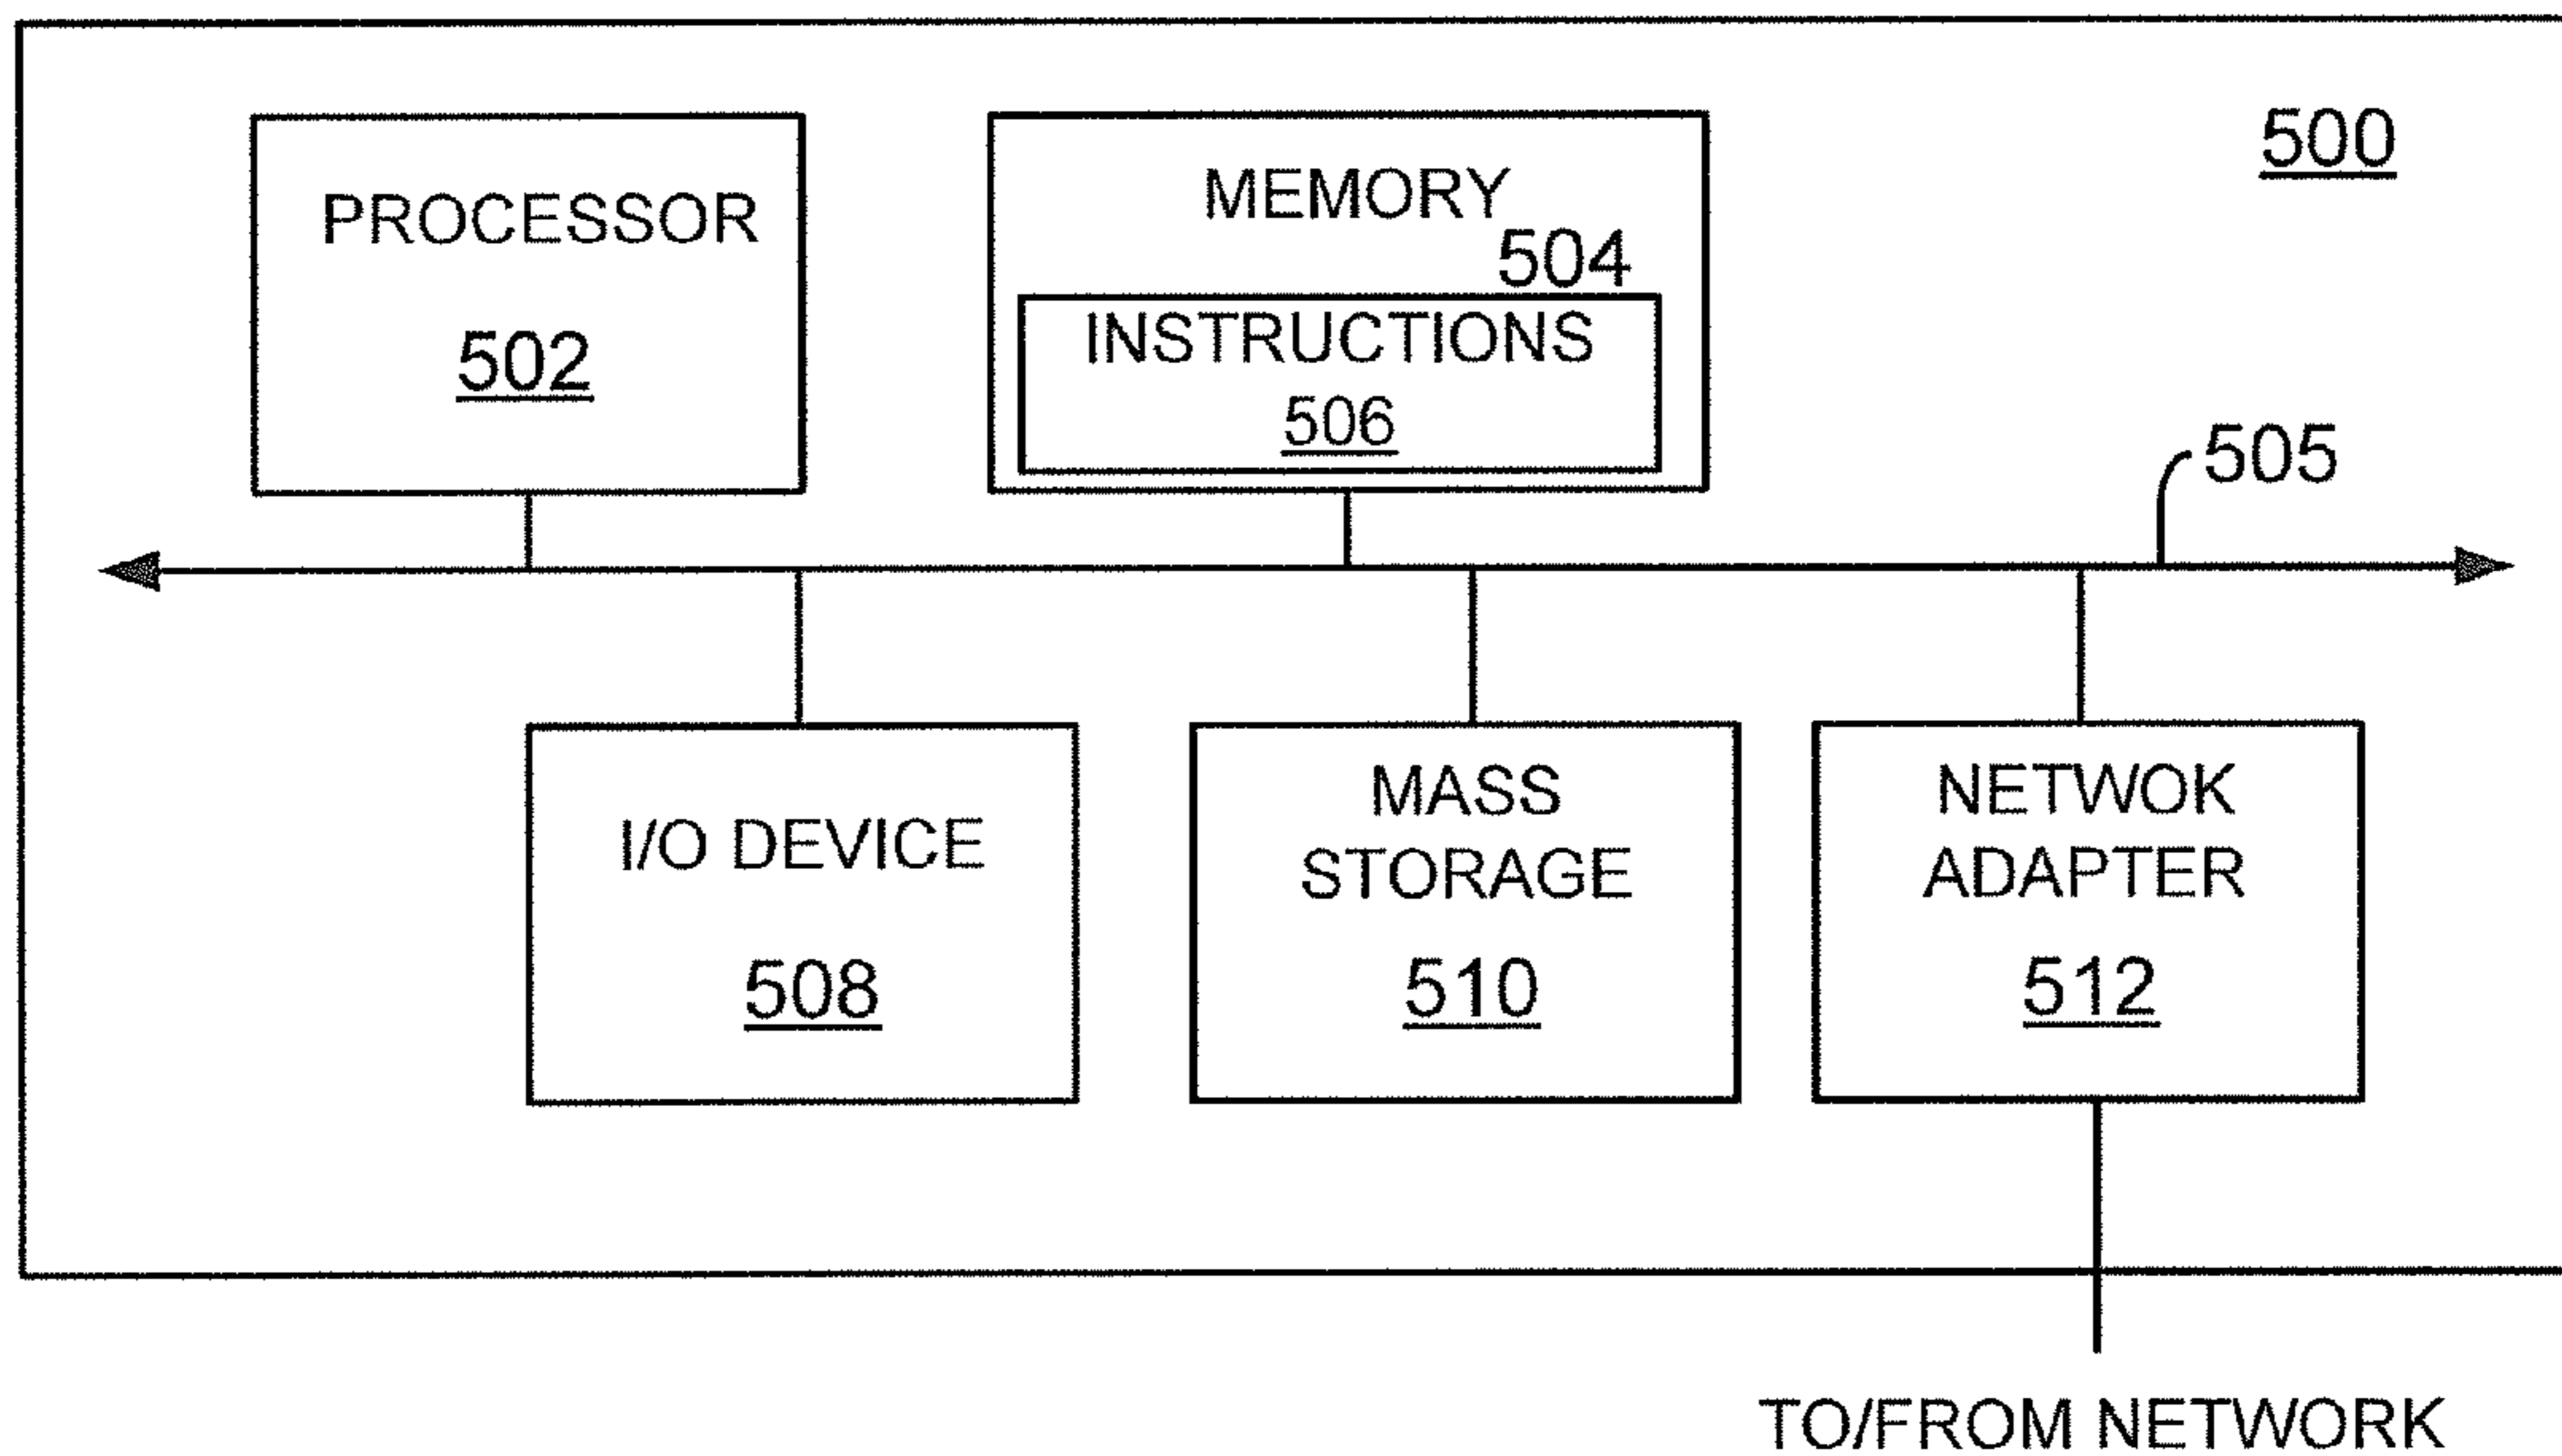 500
PROCESSOR
502
MEMORY
504
INSTRUCTIONS
506
505
I/O DEVICE
508
MASS
STORAGE
510
NETWOK
ADAPTER
512
TO/FROM NETWORK